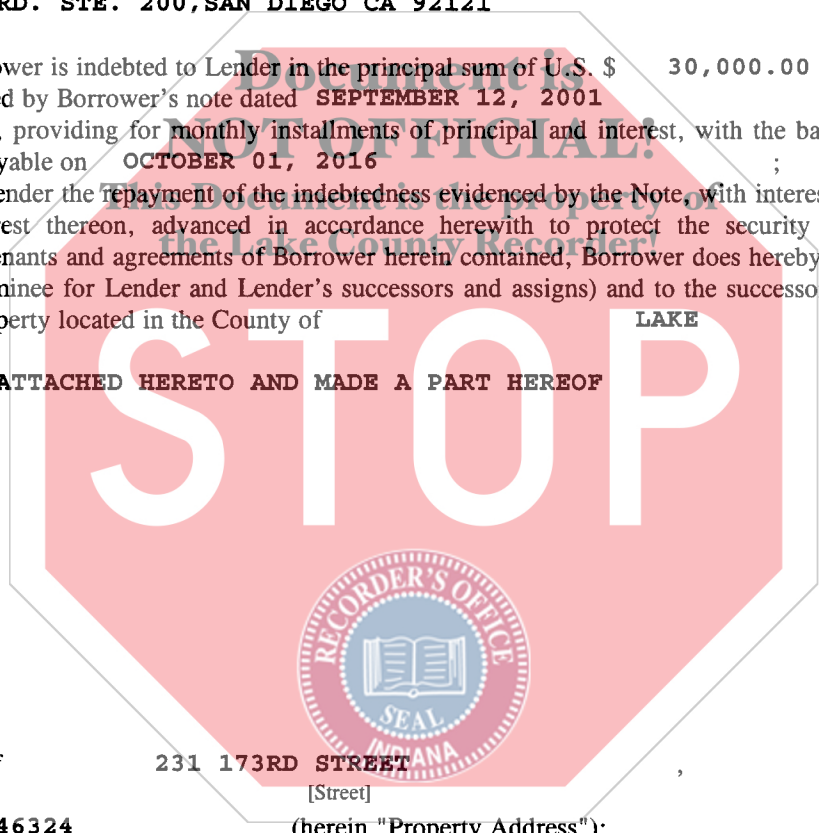 RD. STE. 200,SAN DIEGO CA 92121
Document is
ower is indebted to Lender in the principal sum of U.S. $ 30,000.00
d by Borrower's note dated SEPTEMBER 12, 2001
, providing for monthly installments of principal and interest, with the ba
NOT OFFICIAL!
yable on OCTOBER 01, 2016 ;
ender the repayment of the indebtedness evidenced by the Note, with interes
This Document is the property of
rest thereon, advanced in accordance herewith to protect the security
the Lake County Recorder!
nants and agreements of Borrower herein contained, Borrower does hereby
minee for Lender and Lender's successors and assigns) and to the successo
perty located in the County of LAKE
ATTACHED HERETO AND MADE A PART HEREOF
STOP
RECORDER'S OFFICE
SEAL
INDIANA
f 231 173RD STREET ,
[Street]
46324 (herein "Property Address");